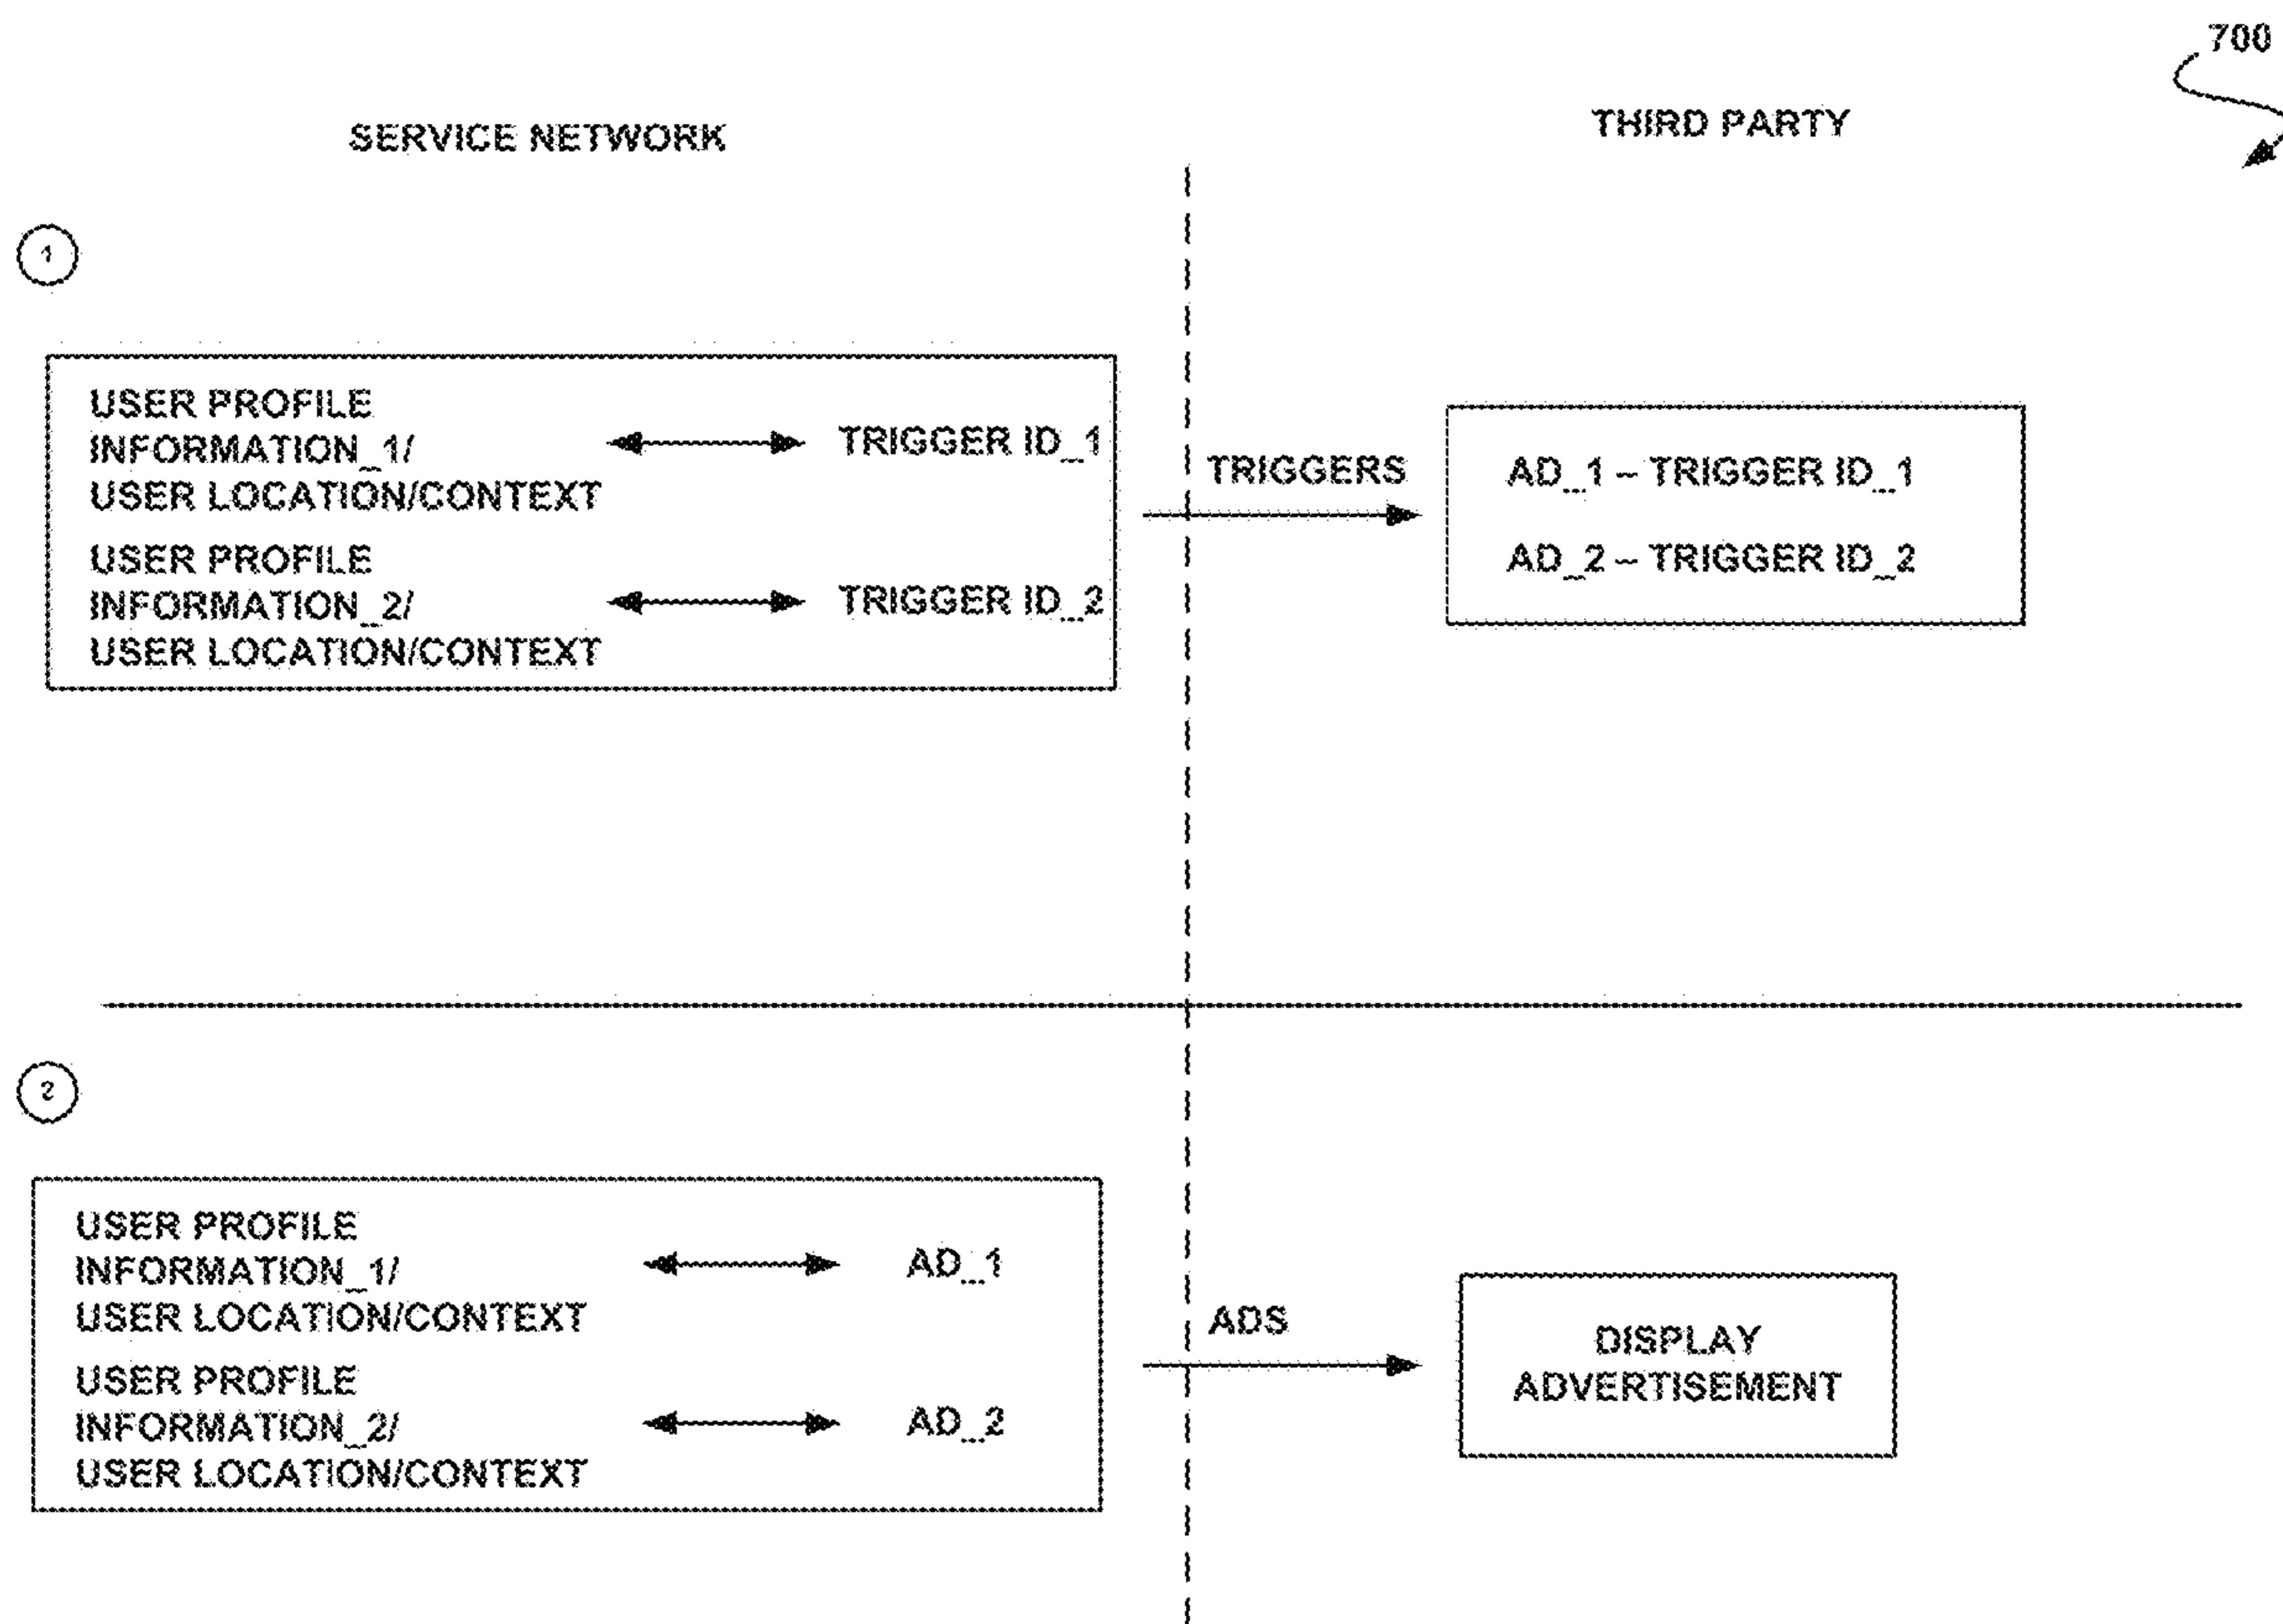 700
SERVICE NETWORK
THIRD PARTY
1
USER PROFILE
INFORMATION_1/
USER LOCATION/CONTEXT
TRIGGER ID_1
USER PROFILE
INFORMATION_2/
USER LOCATION/CONTEXT
TRIGGER ID_2
TRIGGERS
AD_1 – TRIGGER ID_1
AD_2 – TRIGGER ID_2
2
USER PROFILE
INFORMATION_1/
USER LOCATION/CONTEXT
AD_1
USER PROFILE
INFORMATION_2/
USER LOCATION/CONTEXT
AD_2
ADS
DISPLAY
ADVERTISEMENT